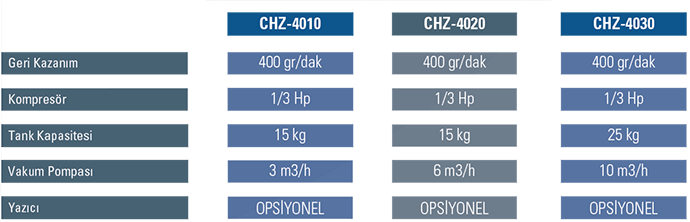 CHZ-4010 CHZ-4020 CHZ-4030
Geri Kazanım 400 gr/dak 400 gr/dak 400 gr/dak
Kompresör 1/3 Hp 1/3 Hp 1/3 Hp
Tank Kapasitesi 15 kg 15 kg 25 kg
Vakum Pompası 3 m3/h 6 m3/h 10 m3/h
Yazıcı OPSİYONEL OPSİYONEL OPSİYONEL